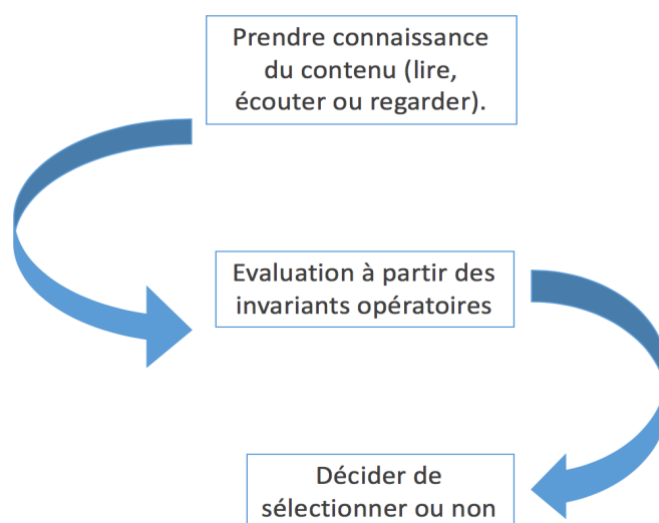 Prendre connaissance
du contenu (lire,
écouter ou regarder).
Evaluation à partir des
invariants opératoires
Décider de
sélectionner ou non